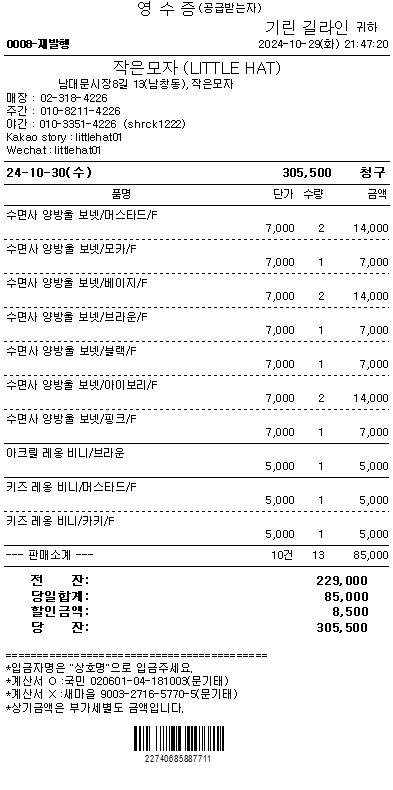 영 수 증 (공급받는자)
기린 길라인 귀하
0008-재발행 2024-10-29(화) 21:47:20
작은모자 (LITTLE HAT)
남대문시장8길 13(남창동), 작은모자
매장 : 02-318-4226
주간 : 010-8211-4226
야간 : 010-3351-4226 (shrck1222)
Kakao story : littlehat01
Wechat : littlehat01
24-10-30(수) 305,500 청구
품명 단가 수량 금액
수면사 양방울 보넷/머스타드/F
7,000 2 14,000
수면사 양방울 보넷/모카/F
7,000 1 7,000
수면사 양방울 보넷/베이지/F
7,000 2 14,000
수면사 양방울 보넷/브라운/F
7,000 1 7,000
수면사 양방울 보넷/블랙/F
7,000 1 7,000
수면사 양방울 보넷/아이보리/F
7,000 2 14,000
수면사 양방울 보넷/핑크/F
7,000 1 7,000
아크릴 레옹 비니/브라운
5,000 1 5,000
키즈 레옹 비니/머스타드/F
5,000 1 5,000
키즈 레옹 비니/카키/F
5,000 1 5,000
--- 판매소계 --- 10건 13 85,000
전 잔: 229,000
당일합계: 85,000
할인금액: 8,500
당 잔: 305,500
==========================================
*입금자명은 "상호명"으로 입금주세요.
*계산서 O :국민 020601-04-181003(문기태)
*계산서 X :새마을 9003-2716-5770-5(문기태)
*상기금액은 부가세별도 금액입니다.
22740685887711